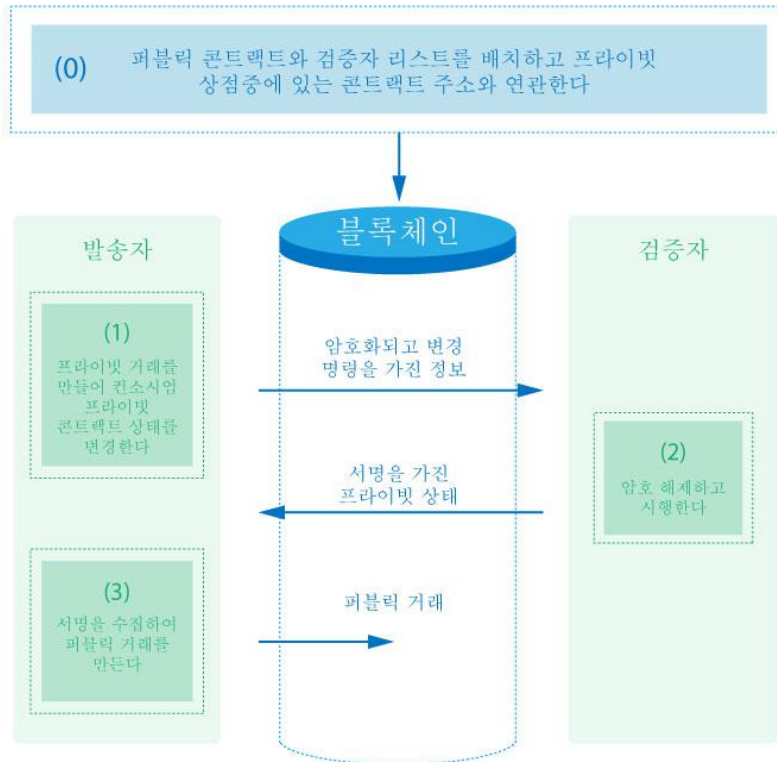 (0)
퍼블릭 콘트랙트와 검증자 리스트를 배치하고 프라이빗
상점중에 있는 콘트랙트 주소와 연관한다
블록체인
발송자
(1)
프라이빗 거래를
만들어 컨소시엄
프라이빗
콘트랙트 상태를
변경한다
암호화되고 변경
명령을 가진 정보
검증자
(2)
암호 해제하고
시행한다
서명을 가진
프라이빗 상태
(3)
서명을 수집하여
퍼블릭 거래를
만든다
퍼블릭 거래